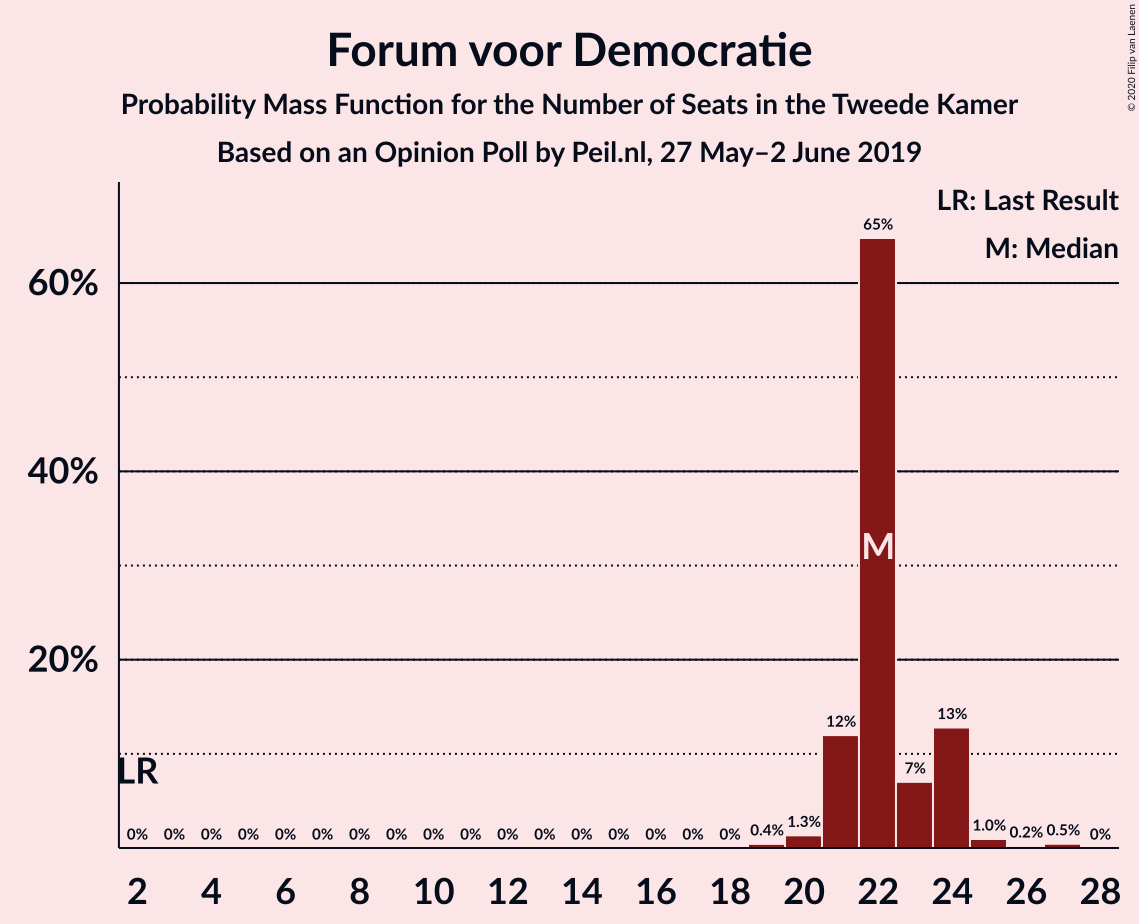 Forum voor Democratie
Probability Mass Function for the Number of Seats in the Tweede Kamer
Based on an Opinion Poll by Peil.nl, 27 May–2 June 2019
© 2020 Filip van Laenen
LR: Last Result
M: Median
60%
40%
20%
65%
M
LR
0% 0% 0% 0% 0% 0% 0% 0% 0% 0% 0% 0% 0% 0% 0% 0% 0% 0.4% 1.3% 12% 7% 13% 1.0% 0.2% 0.5% 0%
2 4 6 8 10 12 14 16 18 20 22 24 26 28